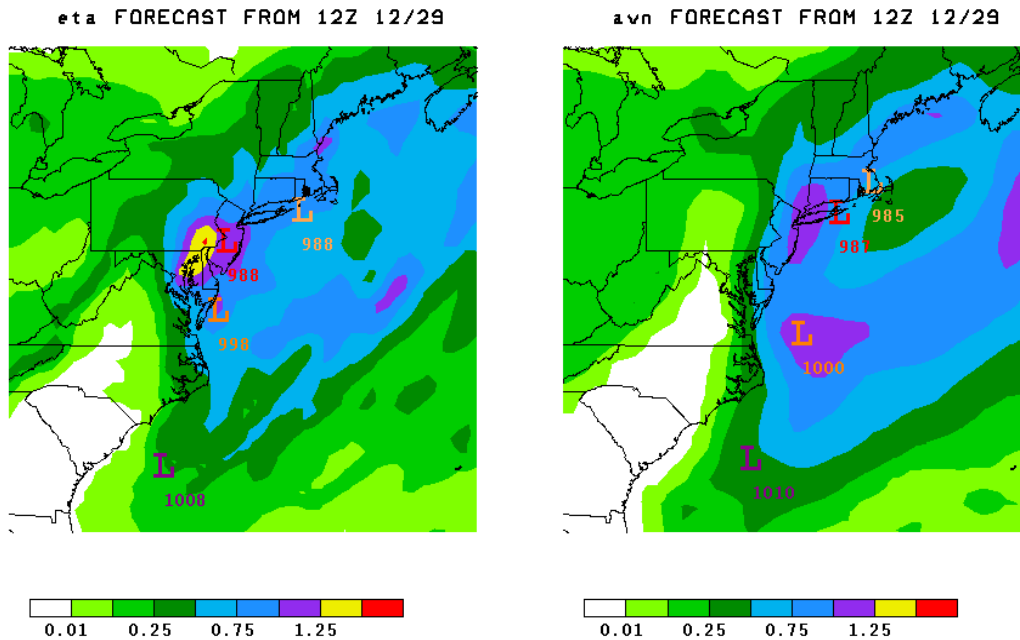 eta FORECAST FROM 12Z 12/29
L
988
L
988
L
998
L
1008
0.01 0.25 0.75 1.25
avn FORECAST FROM 12Z 12/29
L
985
L
987
L
1000
L
1010
0.01 0.25 0.75 1.25